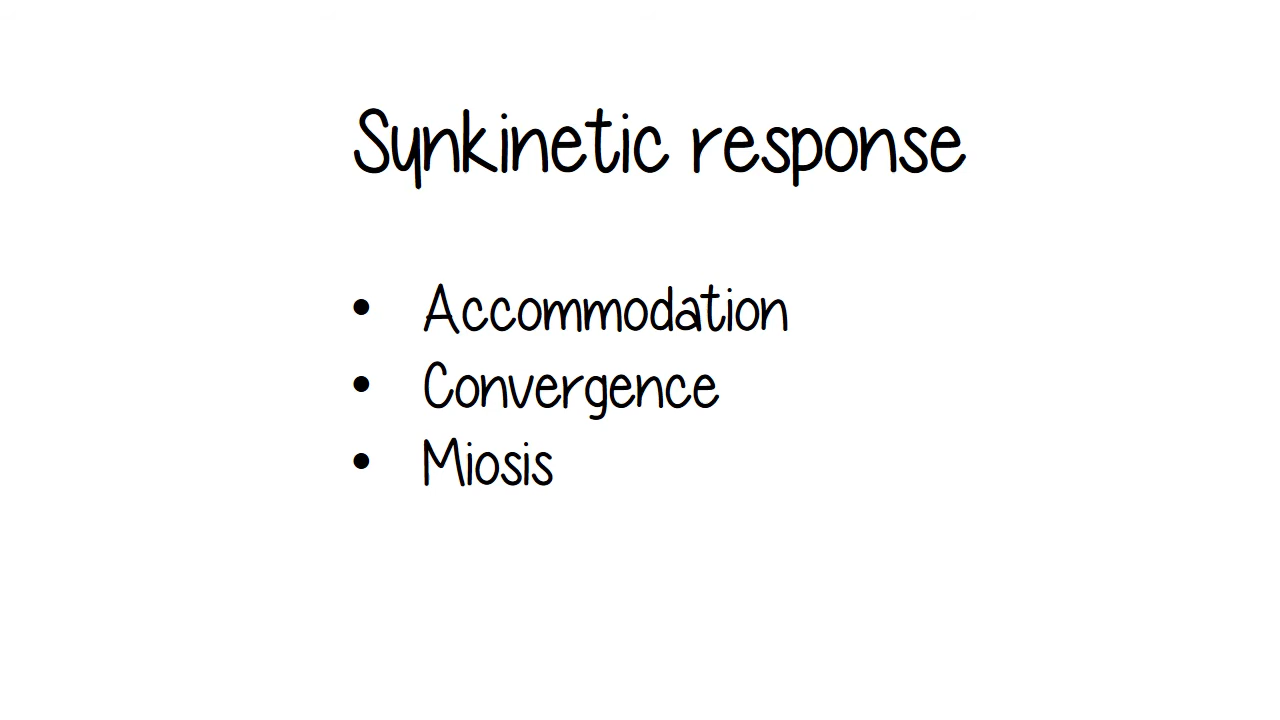 Synkinetic response
• Accommodation
• Convergence
• Miosis